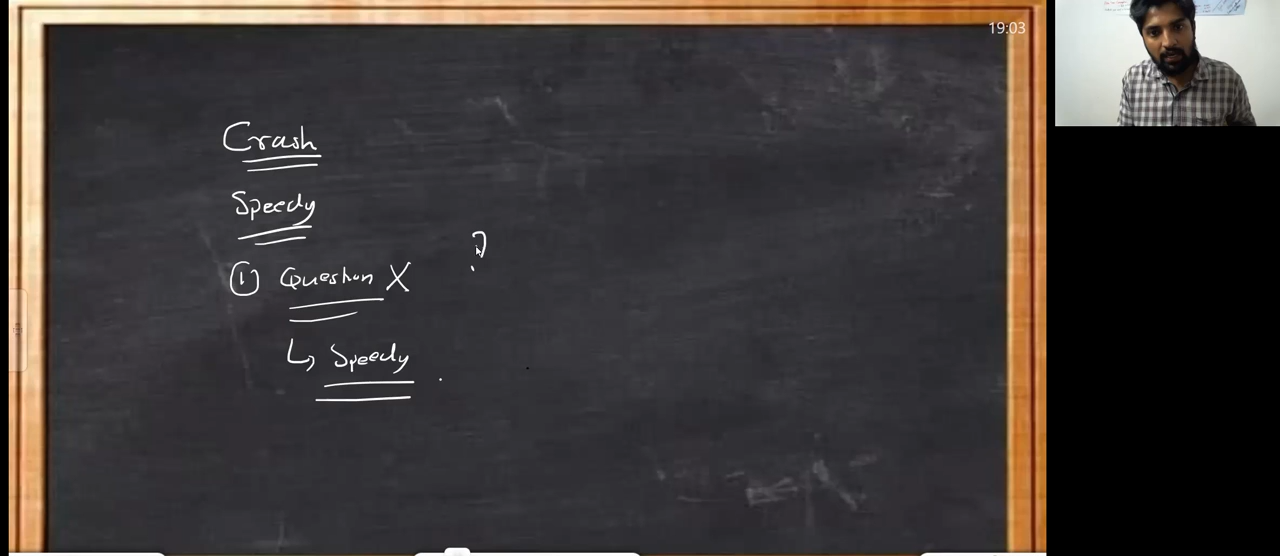 19:03
Crash
Speedy
① Question X
?
↳ Speedy